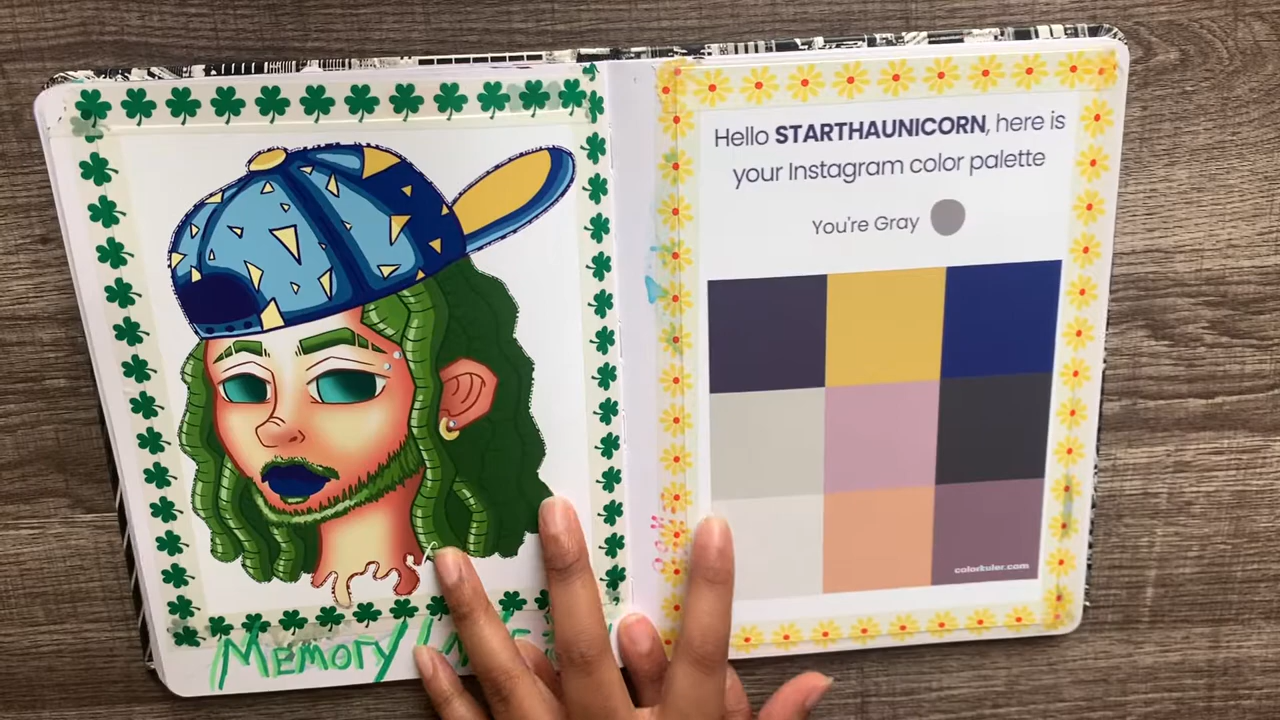 Memory
Hello STARTHAUNICORN, here is
your Instagram color palette
You're Gray
colorkuler.com